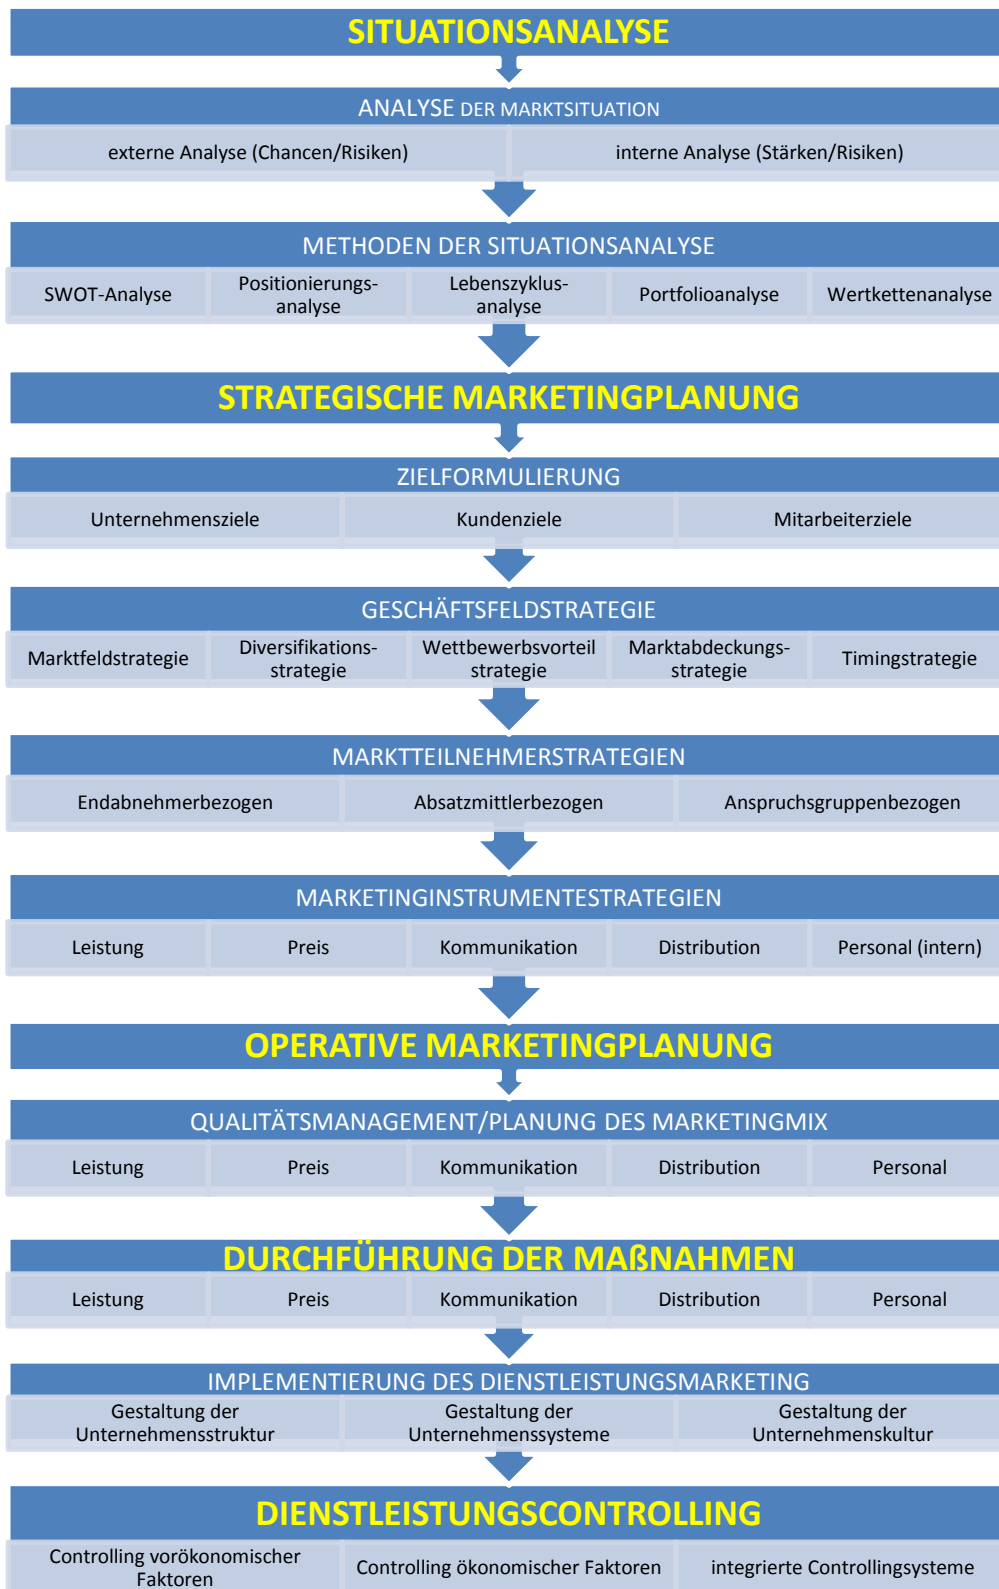 SITUATIONSANALYSE
ANALYSE DER MARKTSITUATION
externe Analyse (Chancen/Risiken)
interne Analyse (Stärken/Risiken)
METHODEN DER SITUATIONSANALYSE
SWOT-Analyse
Positionierungs-
analyse
Lebenszyklus-
analyse
Portfolioanalyse
Wertkettenanalyse
STRATEGISCHE MARKETINGPLANUNG
ZIELFORMULIERUNG
Unternehmensziele
Kundenziele
Mitarbeiterziele
GESCHÄFTSFELDSTRATEGIE
Marktfeldstrategie
Diversifikations-
strategie
Wettbewerbsvorteil
strategie
Marktabdeckungs-
strategie
Timingstrategie
MARKTTEILNEHMERSTRATEGIEN
Endabnehmerbezogen
Absatzmittlerbezogen
Anspruchsgruppenbezogen
MARKETINGINSTRUMENTESTRATEGIEN
Leistung
Preis
Kommunikation
Distribution
Personal (intern)
OPERATIVE MARKETINGPLANUNG
QUALITÄTSMANAGEMENT/PLANUNG DES MARKETINGMIX
Leistung
Preis
Kommunikation
Distribution
Personal
DURCHFÜHRUNG DER MAßNAHMEN
Leistung
Preis
Kommunikation
Distribution
Personal
IMPLEMENTIERUNG DES DIENSTLEISTUNGSMARKETING
Gestaltung der
Unternehmensstruktur
Gestaltung der
Unternehmenssysteme
Gestaltung der
Unternehmenskultur
DIENSTLEISTUNGSCONTROLLING
Controlling vorökonomischer
Faktoren
Controlling ökonomischer Faktoren
integrierte Controllingsysteme